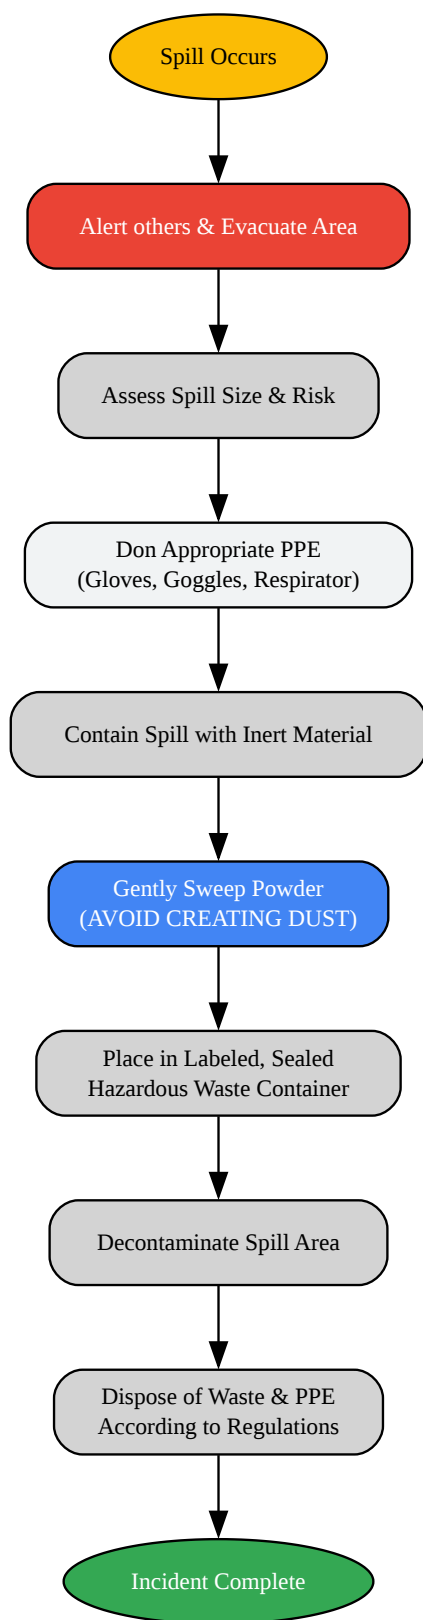 Spill Occurs
Alert others & Evacuate Area
Assess Spill Size & Risk
Don Appropriate PPE
(Gloves, Goggles, Respirator)
Contain Spill with Inert Material
Gently Sweep Powder
(AVOID CREATING DUST)
Place in Labeled, Sealed
Hazardous Waste Container
Decontaminate Spill Area
Dispose of Waste & PPE
According to Regulations
Incident Complete